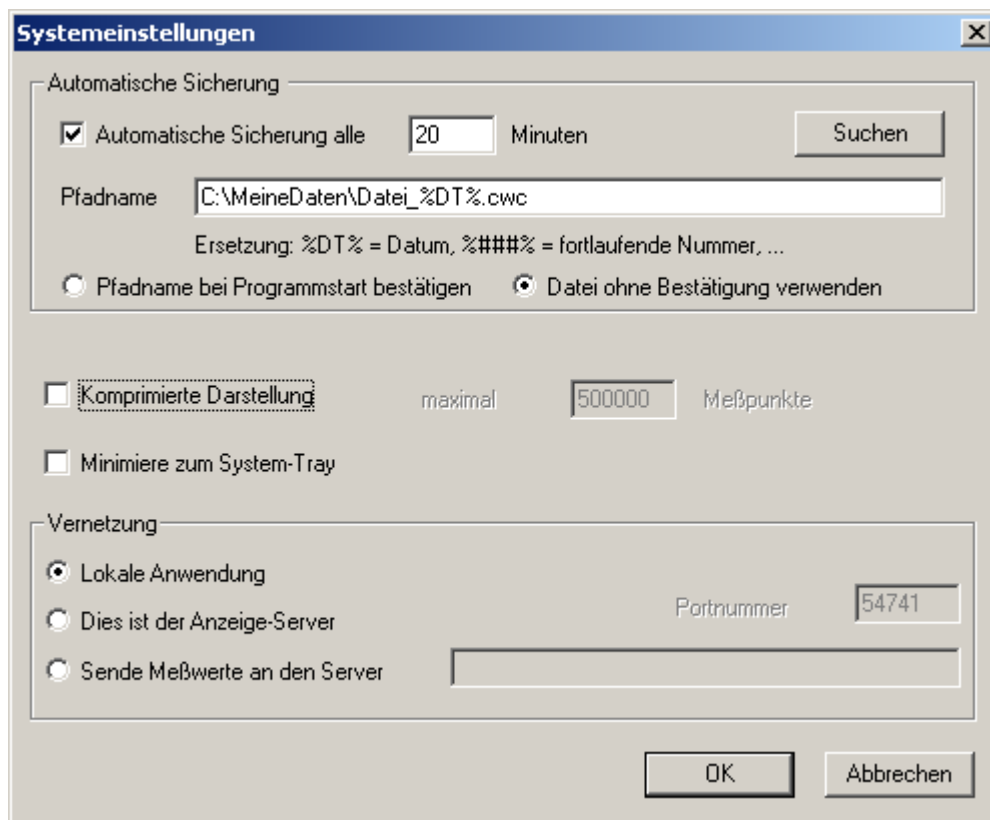 Systemeinstellungen
Automatische Sicherung
Automatische Sicherung alle 20 Minuten Suchen
Pfadname C:\MeineDaten\Datei_%DT%.cwc
Ersetzung: %DT% = Datum, %###% = fortlaufende Nummer, ...
Pfadname bei Programmstart bestätigen Datei ohne Bestätigung verwenden
Komprimierte Darstellung maximal 500000 Meßpunkte
Minimiere zum System-Tray
Vernetzung
Lokale Anwendung
Portnummer 54741
Dies ist der Anzeige-Server
Sende Meßwerte an den Server
OK Abbrechen